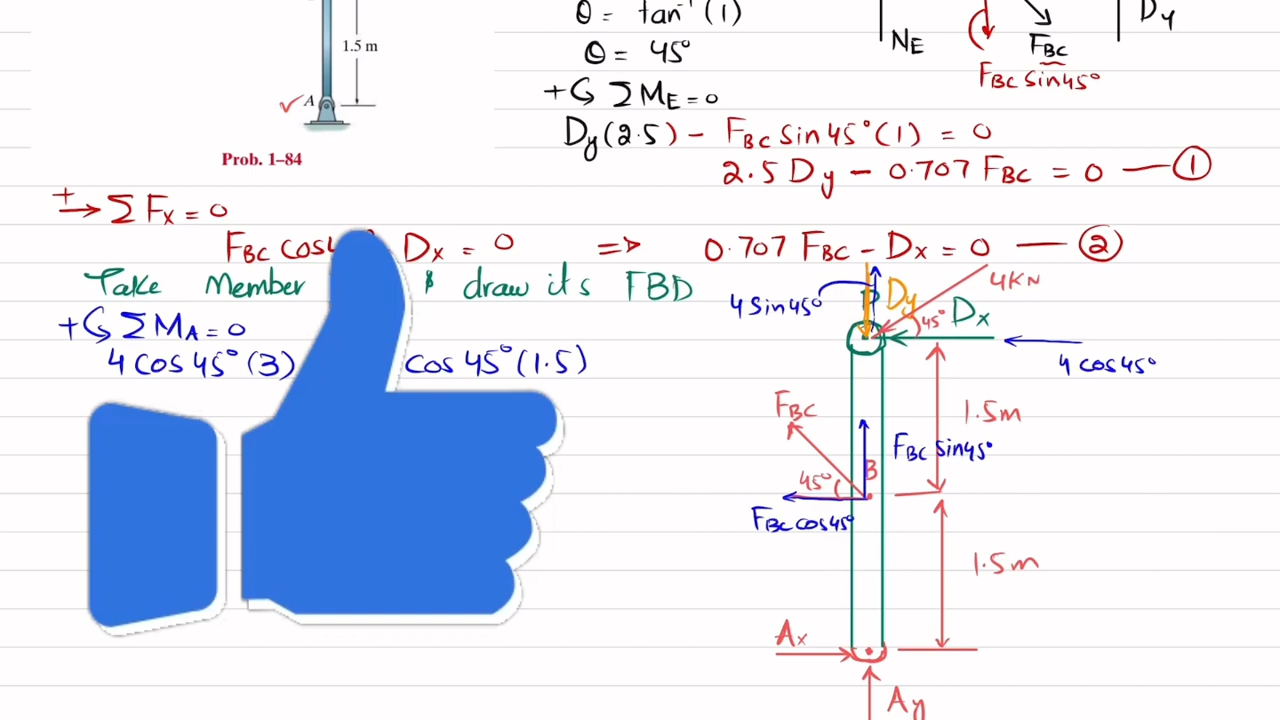 θ = tan⁻¹(1)
θ = 45°
+↺ ΣM_E = 0
D_y(2.5) - F_BC sin45°(1) = 0
2.5 D_y - 0.707 F_BC = 0 — ①
N_E
F_BC
F_BC sin45°
D_y
1.5 m
A
Prob. 1–84
+→ ΣF_x = 0
F_BC cos D_x = 0 => 0.707 F_BC - D_x = 0 — ②
Take Member & draw its FBD
+↺ ΣM_A = 0
4 cos 45°(3) cos 45°(1.5)
4 sin45°
D
D_y
4KN
45°
D_x
4 cos45°
F_BC
1.5m
F_BC sin45°
45°
B
F_BC cos45°
1.5m
A_x
A_y